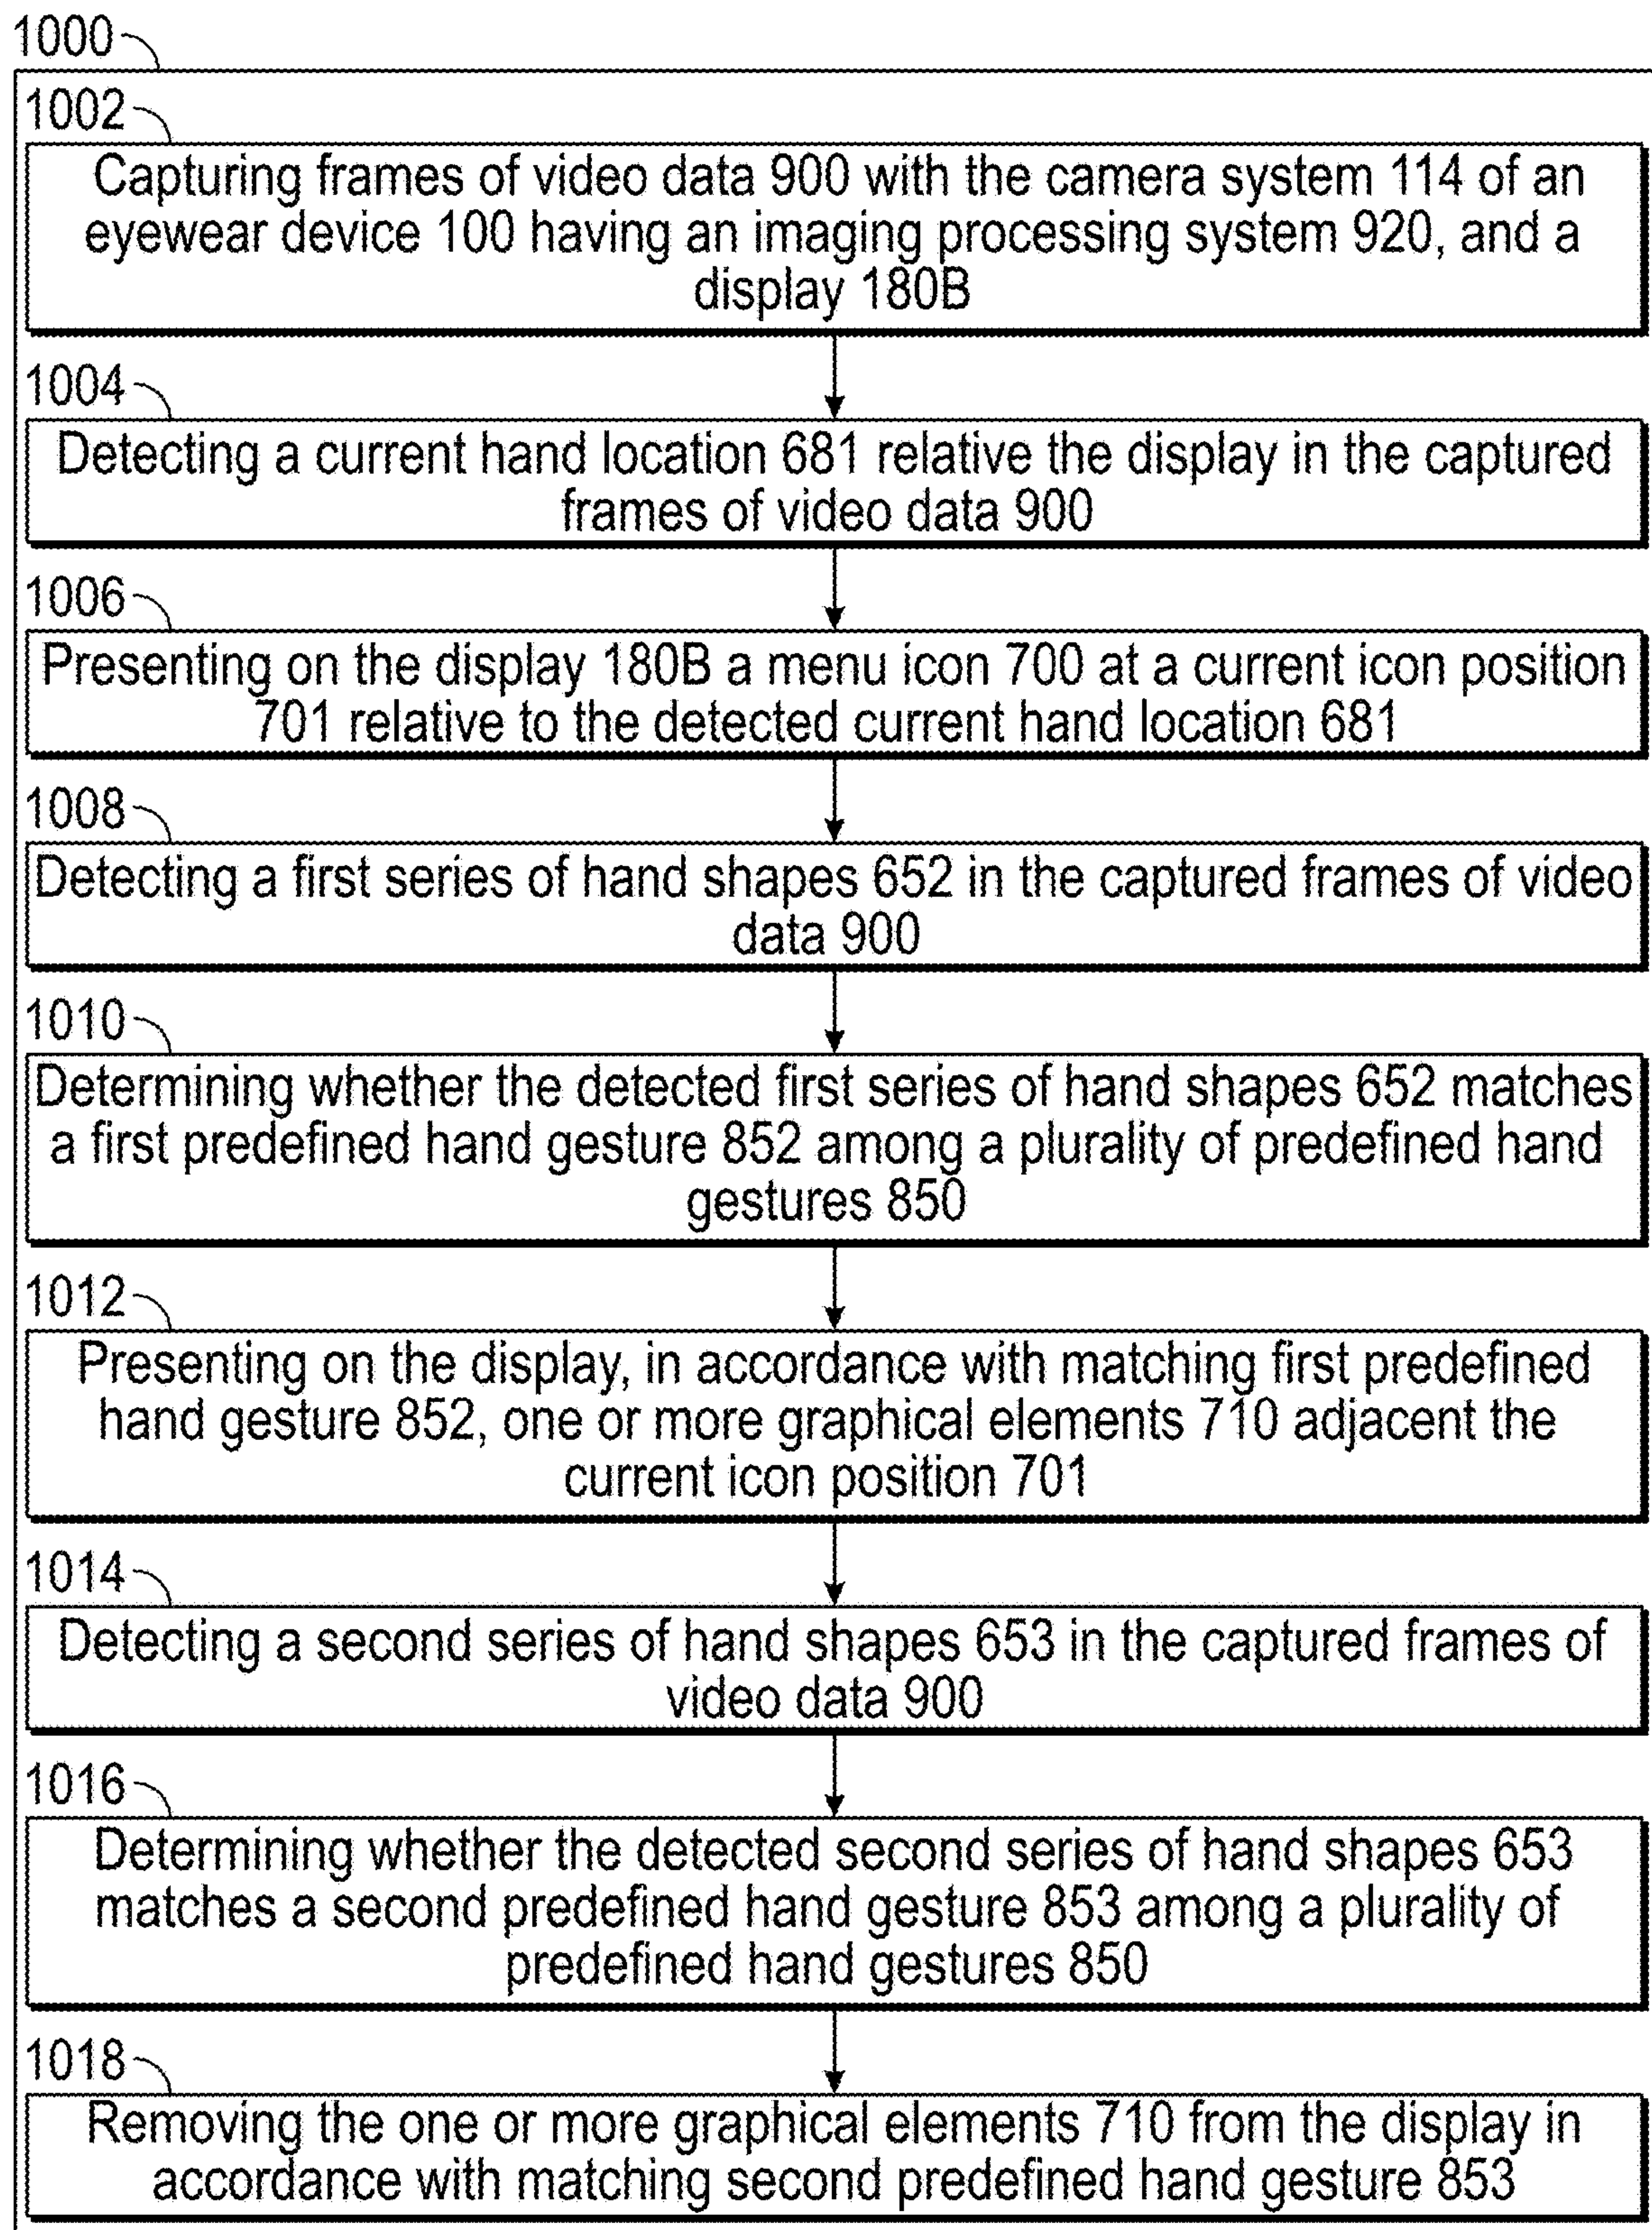 1000
1002
Capturing frames of video data 900 with the camera system 114 of an
eyewear device 100 having an imaging processing system 920, and a
display 180B
1004
Detecting a current hand location 681 relative the display in the captured
frames of video data 900
1006
Presenting on the display 180B a menu icon 700 at a current icon position
701 relative to the detected current hand location 681
1008
Detecting a first series of hand shapes 652 in the captured frames of video
data 900
1010
Determining whether the detected first series of hand shapes 652 matches
a first predefined hand gesture 852 among a plurality of predefined hand
gestures 850
1012
Presenting on the display, in accordance with matching first predefined
hand gesture 852, one or more graphical elements 710 adjacent the
current icon position 701
1014
Detecting a second series of hand shapes 653 in the captured frames of
video data 900
1016
Determining whether the detected second series of hand shapes 653
matches a second predefined hand gesture 853 among a plurality of
predefined hand gestures 850
1018
Removing the one or more graphical elements 710 from the display in
accordance with matching second predefined hand gesture 853